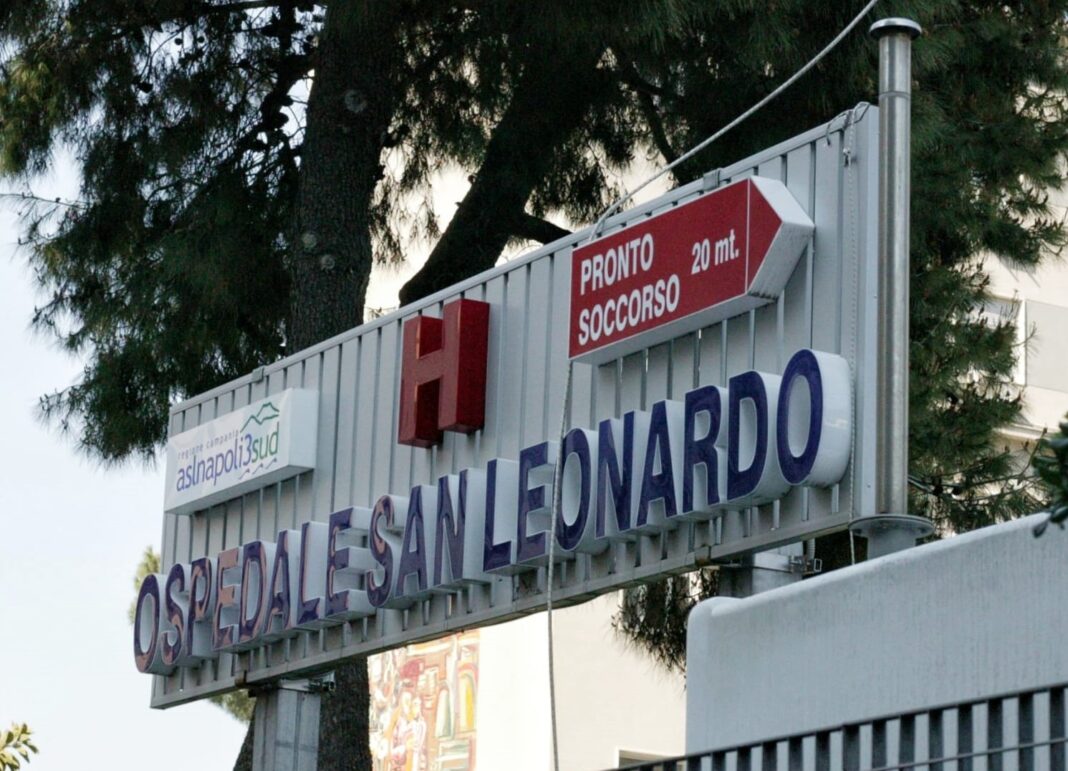 PRONTO
SOCCORSO
20 mt.
H
regione campania
aslnapoli3sud
OSPEDALE SAN LEONARDO